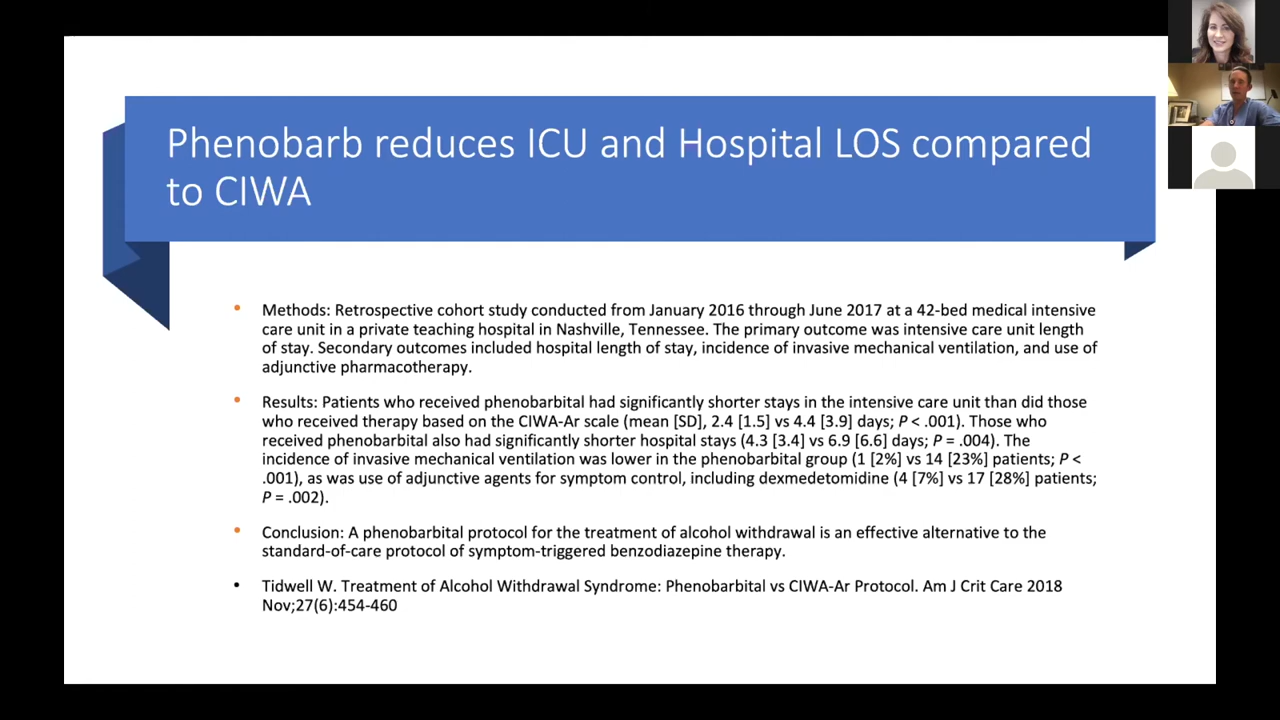 Phenobarb reduces ICU and Hospital LOS compared
to CIWA
• Methods: Retrospective cohort study conducted from January 2016 through June 2017 at a 42-bed medical intensive
care unit in a private teaching hospital in Nashville, Tennessee. The primary outcome was intensive care unit length
of stay. Secondary outcomes included hospital length of stay, incidence of invasive mechanical ventilation, and use of
adjunctive pharmacotherapy.
• Results: Patients who received phenobarbital had significantly shorter stays in the intensive care unit than did those
who received therapy based on the CIWA-Ar scale (mean [SD], 2.4 [1.5] vs 4.4 [3.9] days; P < .001). Those who
received phenobarbital also had significantly shorter hospital stays (4.3 [3.4] vs 6.9 [6.6] days; P = .004). The
incidence of invasive mechanical ventilation was lower in the phenobarbital group (1 [2%] vs 14 [23%] patients; P <
.001), as was use of adjunctive agents for symptom control, including dexmedetomidine (4 [7%] vs 17 [28%] patients;
P = .002).
• Conclusion: A phenobarbital protocol for the treatment of alcohol withdrawal is an effective alternative to the
standard-of-care protocol of symptom-triggered benzodiazepine therapy.
• Tidwell W. Treatment of Alcohol Withdrawal Syndrome: Phenobarbital vs CIWA-Ar Protocol. Am J Crit Care 2018
Nov;27(6):454-460